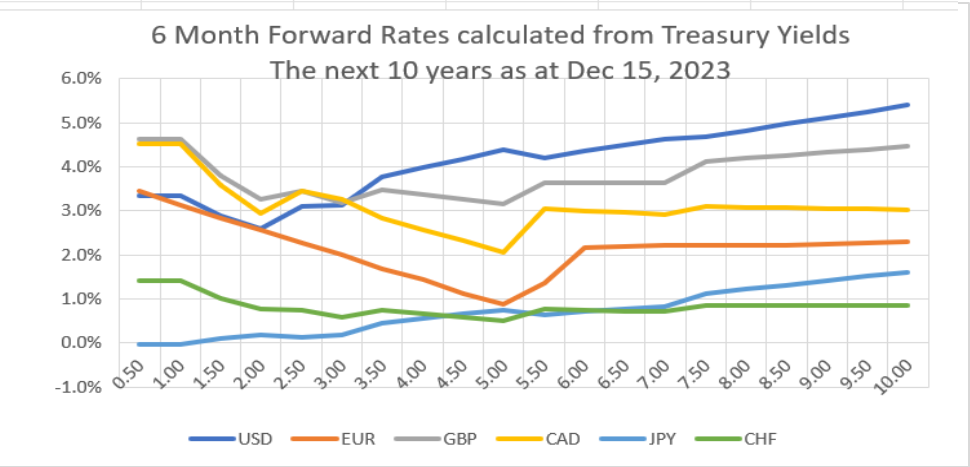 6 Month Forward Rates calculated from Treasury Yields
The next 10 years as at Dec 15, 2023
6.0%
5.0%
4.0%
3.0%
2.0%
1.0%
0.0%
-1.0%
0.50 1.00 1.50 2.00 2.50 3.00 3.50 4.00 4.50 5.00 5.50 6.00 6.50 7.00 7.50 8.00 8.50 9.00 9.50 10.00
USD EUR GBP CAD JPY CHF